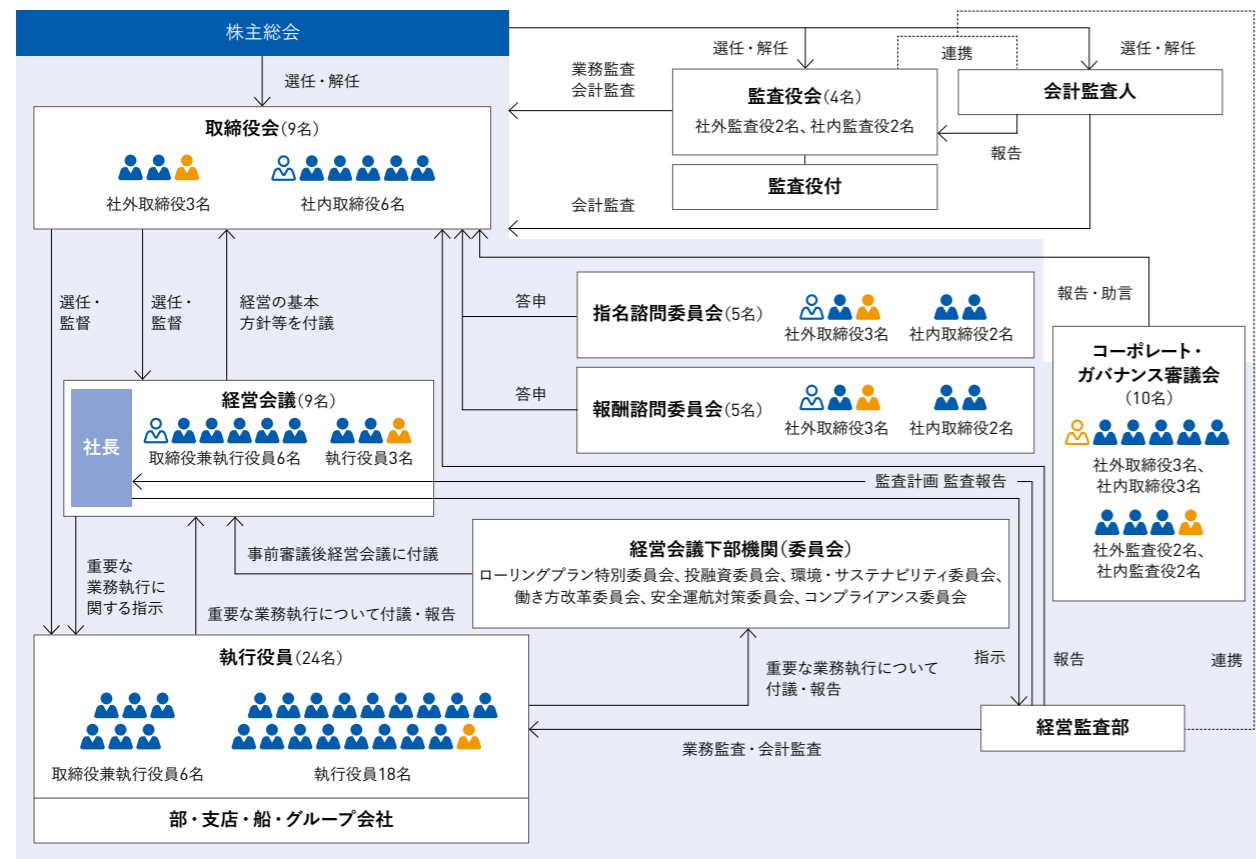 株主総会
選任・解任
選任・解任
連携
選任・解任
業務監査
会計監査
監査役会(4名)
社外監査役2名、社内監査役2名
会計監査人
報告
監査役付
会計監査
取締役会(9名)
社外取締役3名
社内取締役6名
選任・
監督
選任・
監督
経営の基本
方針等を付議
答申
指名諮問委員会(5名)
社外取締役3名
社内取締役2名
答申
報酬諮問委員会(5名)
社外取締役3名
社内取締役2名
報告・助言
コーポレート・
ガバナンス審議会
(10名)
社外取締役3名、
社内取締役3名
社外監査役2名、
社内監査役2名
社長
経営会議(9名)
取締役兼執行役員6名
執行役員3名
監査計画 監査報告
事前審議後経営会議に付議
経営会議下部機関(委員会)
ローリングプラン特別委員会、投融資委員会、環境・サステナビリティ委員会、
働き方改革委員会、安全運航対策委員会、コンプライアンス委員会
重要な
業務執行に
関する指示
重要な業務執行について付議・報告
執行役員(24名)
取締役兼執行役員6名
執行役員18名
部・支店・船・グループ会社
重要な業務執行について
付議・報告
指示
報告
連携
経営監査部
業務監査・会計監査